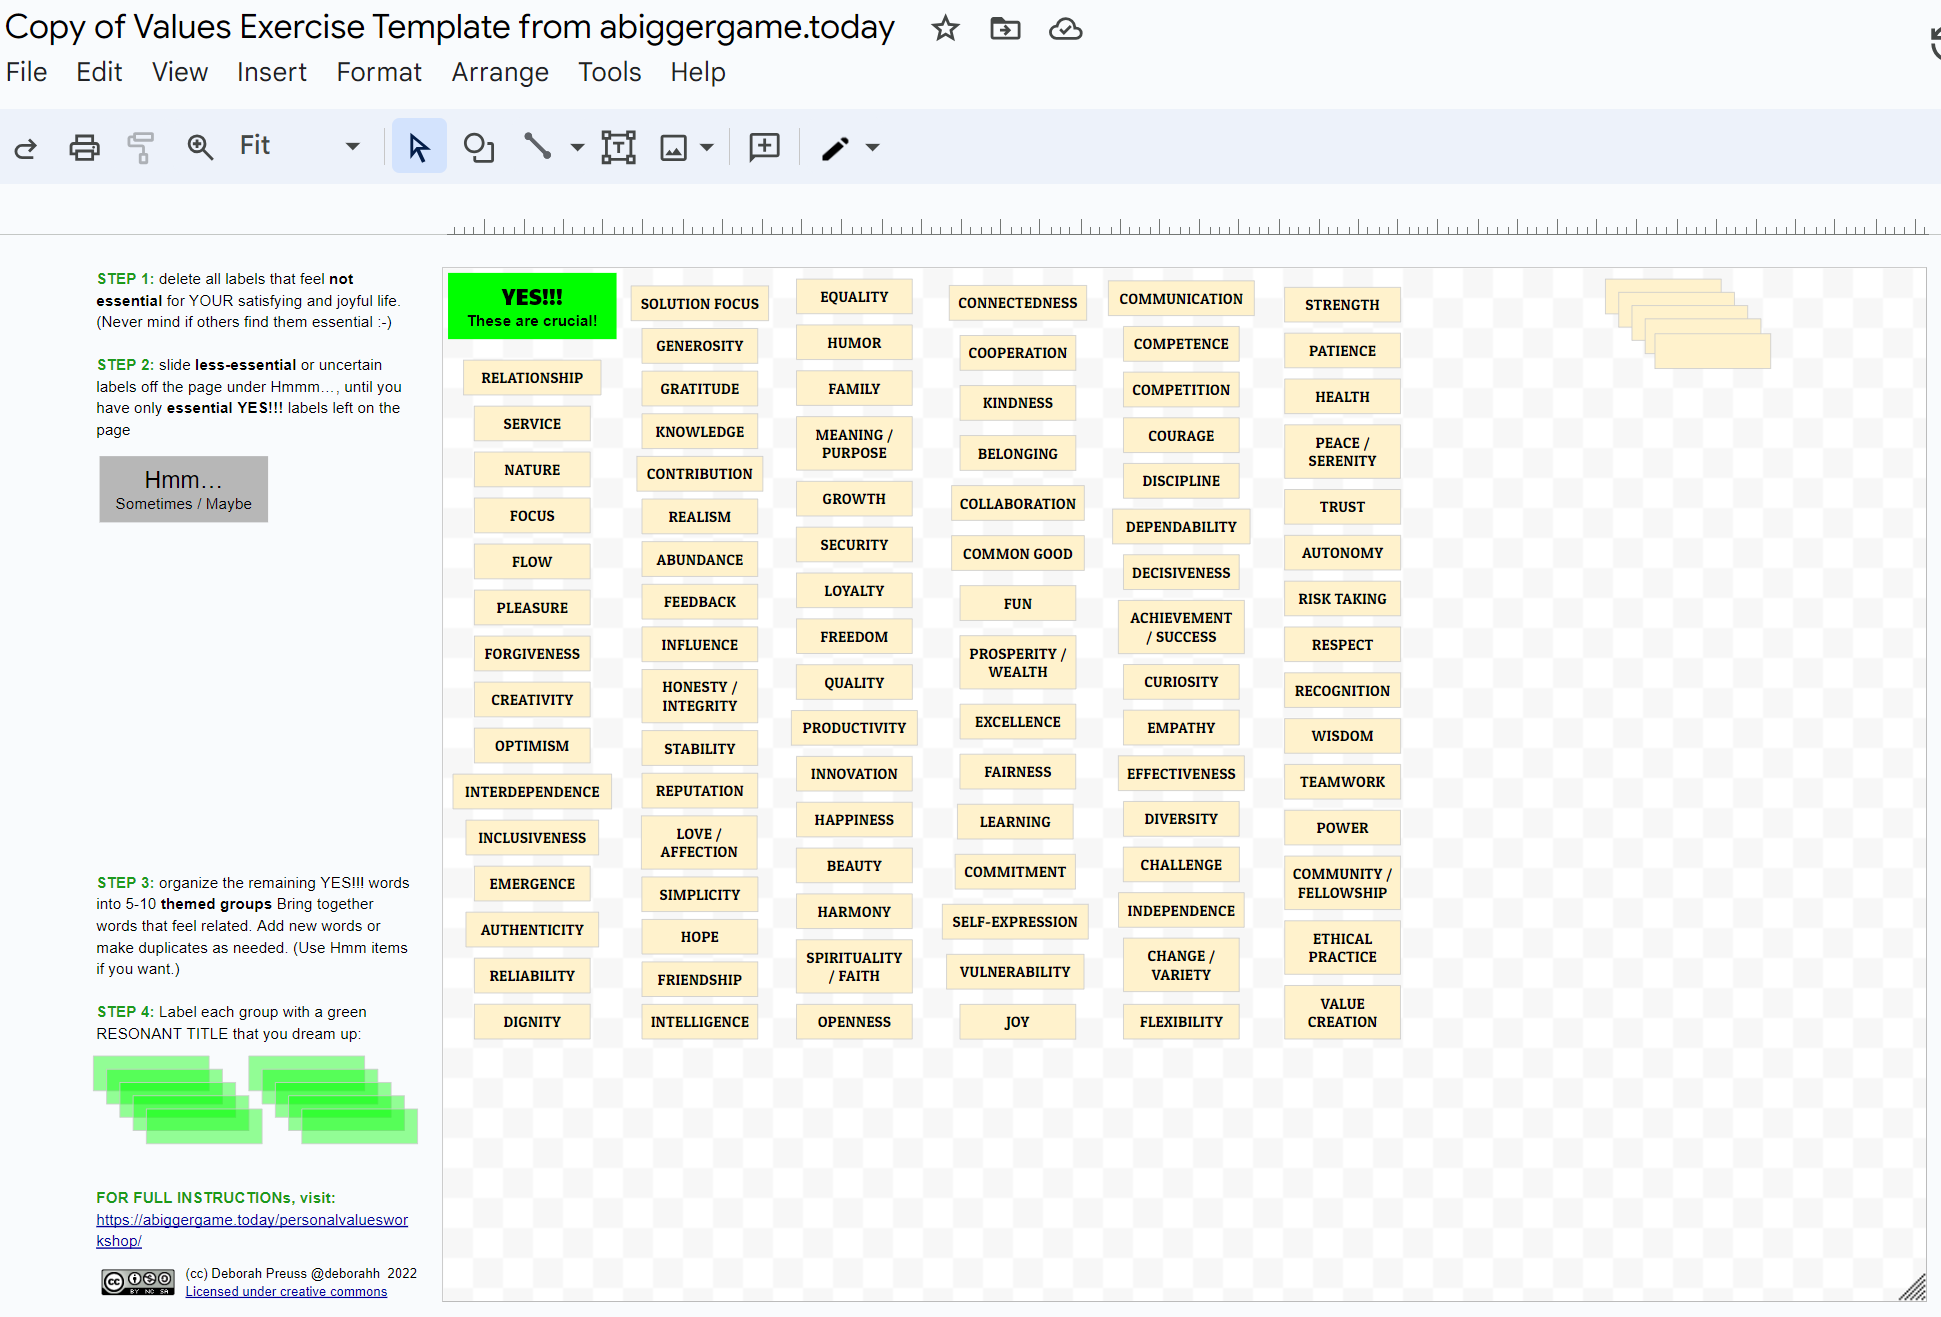 Copy of Values Exercise Template from abiggergame.today
File Edit View Insert Format Arrange Tools Help
Fit
STEP 1: delete all labels that feel not
essential for YOUR satisfying and joyful life.
(Never mind if others find them essential :-)
STEP 2: slide less-essential or uncertain
labels off the page under Hmmm…, until you
have only essential YES!!! labels left on the
page
Hmm…
Sometimes / Maybe
STEP 3: organize the remaining YES!!! words
into 5-10 themed groups Bring together
words that feel related. Add new words or
make duplicates as needed. (Use Hmm items
if you want.)
STEP 4: Label each group with a green
RESONANT TITLE that you dream up:
FOR FULL INSTRUCTIONs, visit:
https://abiggergame.today/personalvalueswor
kshop/
cc BY NC SA
(cc) Deborah Preuss @deborahh 2022
Licensed under creative commons
YES!!!
These are crucial!
RELATIONSHIP
SERVICE
NATURE
FOCUS
FLOW
PLEASURE
FORGIVENESS
CREATIVITY
OPTIMISM
INTERDEPENDENCE
INCLUSIVENESS
EMERGENCE
AUTHENTICITY
RELIABILITY
DIGNITY
SOLUTION FOCUS
GENEROSITY
GRATITUDE
KNOWLEDGE
CONTRIBUTION
REALISM
ABUNDANCE
FEEDBACK
INFLUENCE
HONESTY /
INTEGRITY
STABILITY
REPUTATION
LOVE /
AFFECTION
SIMPLICITY
HOPE
FRIENDSHIP
INTELLIGENCE
EQUALITY
HUMOR
FAMILY
MEANING /
PURPOSE
GROWTH
SECURITY
LOYALTY
FREEDOM
QUALITY
PRODUCTIVITY
INNOVATION
HAPPINESS
BEAUTY
HARMONY
SPIRITUALITY
/ FAITH
OPENNESS
CONNECTEDNESS
COOPERATION
KINDNESS
BELONGING
COLLABORATION
COMMON GOOD
FUN
PROSPERITY /
WEALTH
EXCELLENCE
FAIRNESS
LEARNING
COMMITMENT
SELF-EXPRESSION
VULNERABILITY
JOY
COMMUNICATION
COMPETENCE
COMPETITION
COURAGE
DISCIPLINE
DEPENDABILITY
DECISIVENESS
ACHIEVEMENT
/ SUCCESS
CURIOSITY
EMPATHY
EFFECTIVENESS
DIVERSITY
CHALLENGE
INDEPENDENCE
CHANGE /
VARIETY
FLEXIBILITY
STRENGTH
PATIENCE
HEALTH
PEACE /
SERENITY
TRUST
AUTONOMY
RISK TAKING
RESPECT
RECOGNITION
WISDOM
TEAMWORK
POWER
COMMUNITY /
FELLOWSHIP
ETHICAL
PRACTICE
VALUE
CREATION